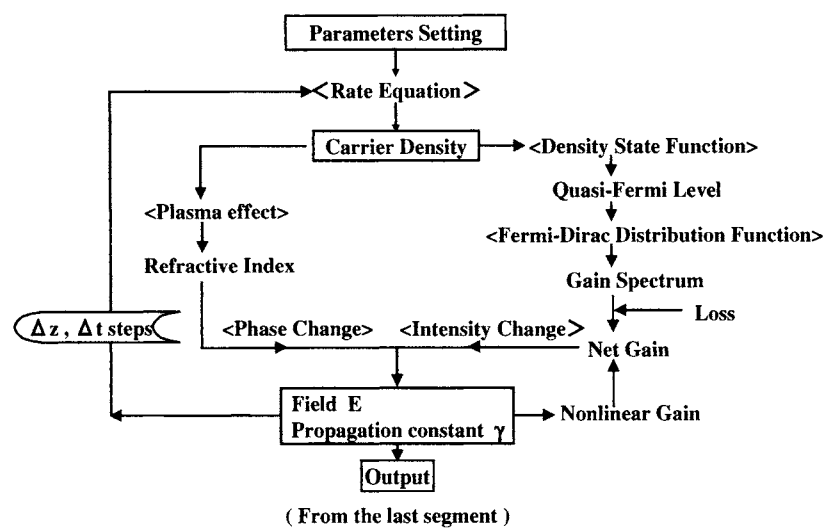 Parameters Setting
<Rate Equation>
Carrier Density
<Density State Function>
Quasi-Fermi Level
<Plasma effect>
<Fermi-Dirac Distribution Function>
Refractive Index
Gain Spectrum
Loss
Δz , Δt steps
<Phase Change>
<Intensity Change>
Net Gain
Field E
Propagation constant γ
Nonlinear Gain
Output
( From the last segment )